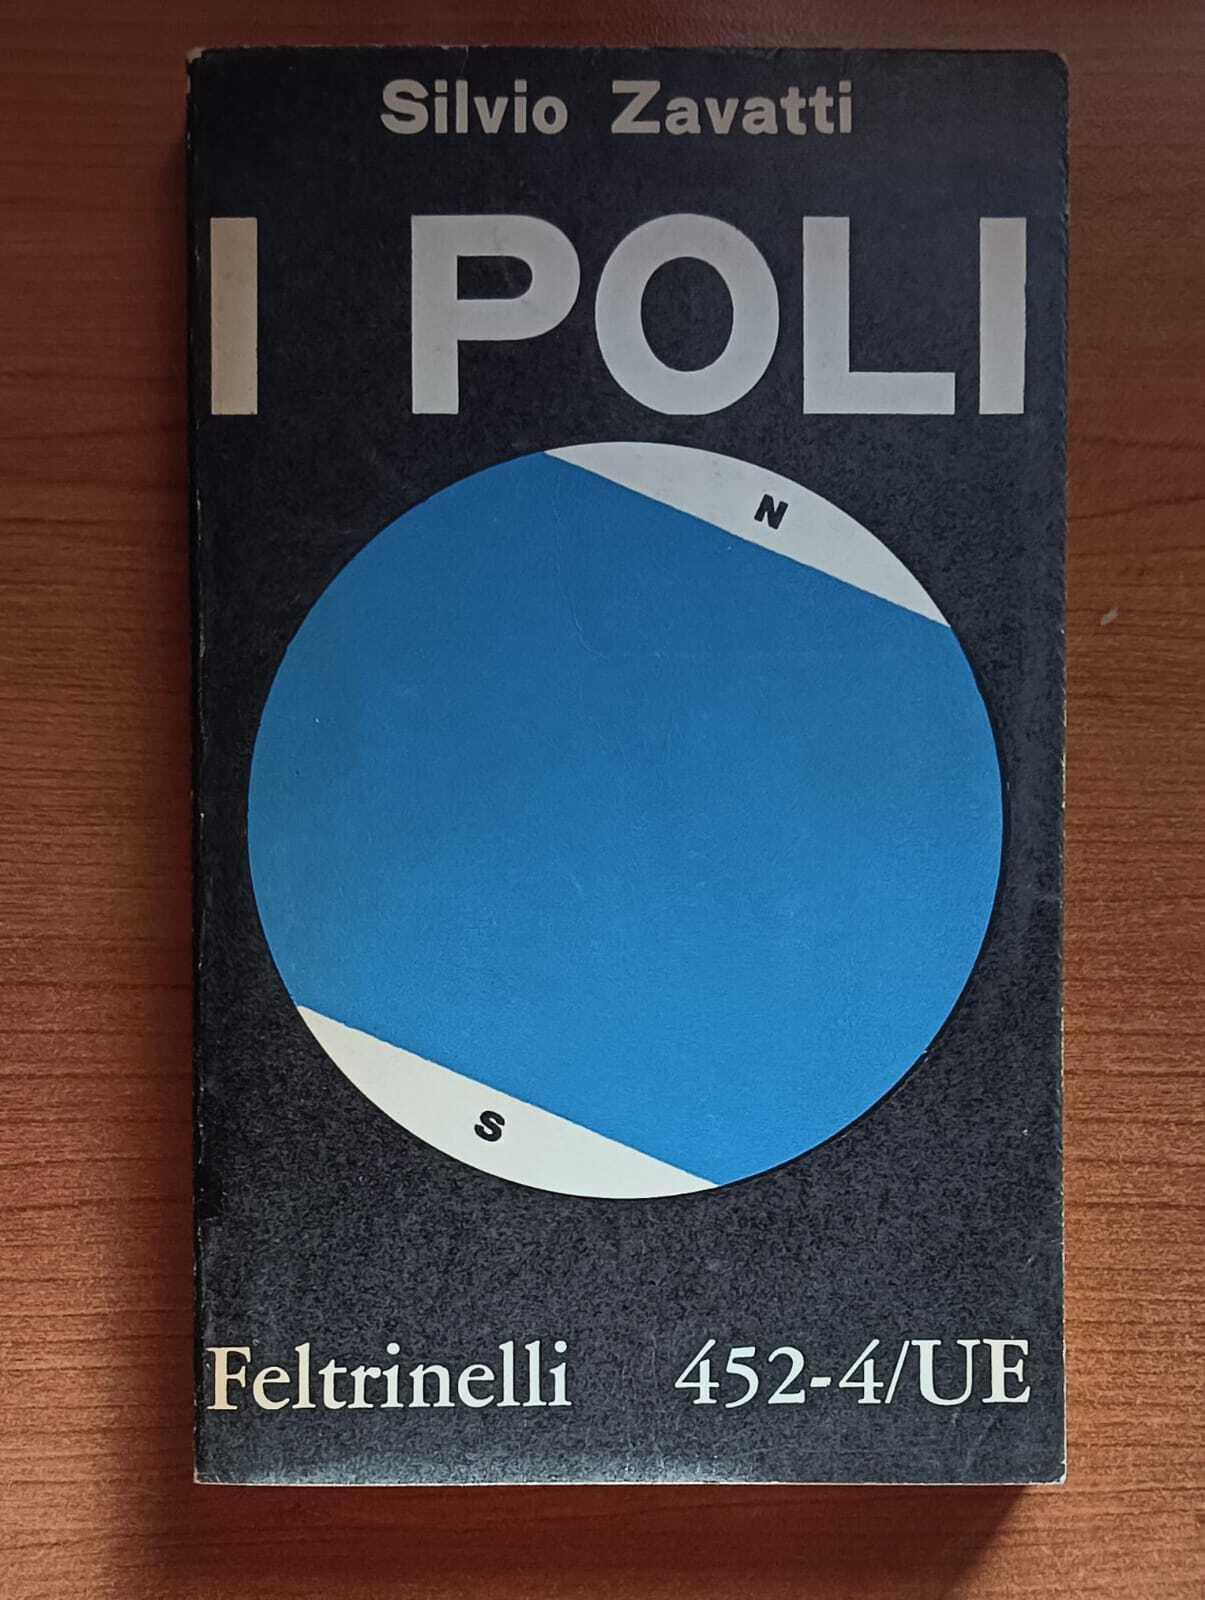 Silvio Zavatti
I POLI
N
S
Feltrinelli 452-4/UE